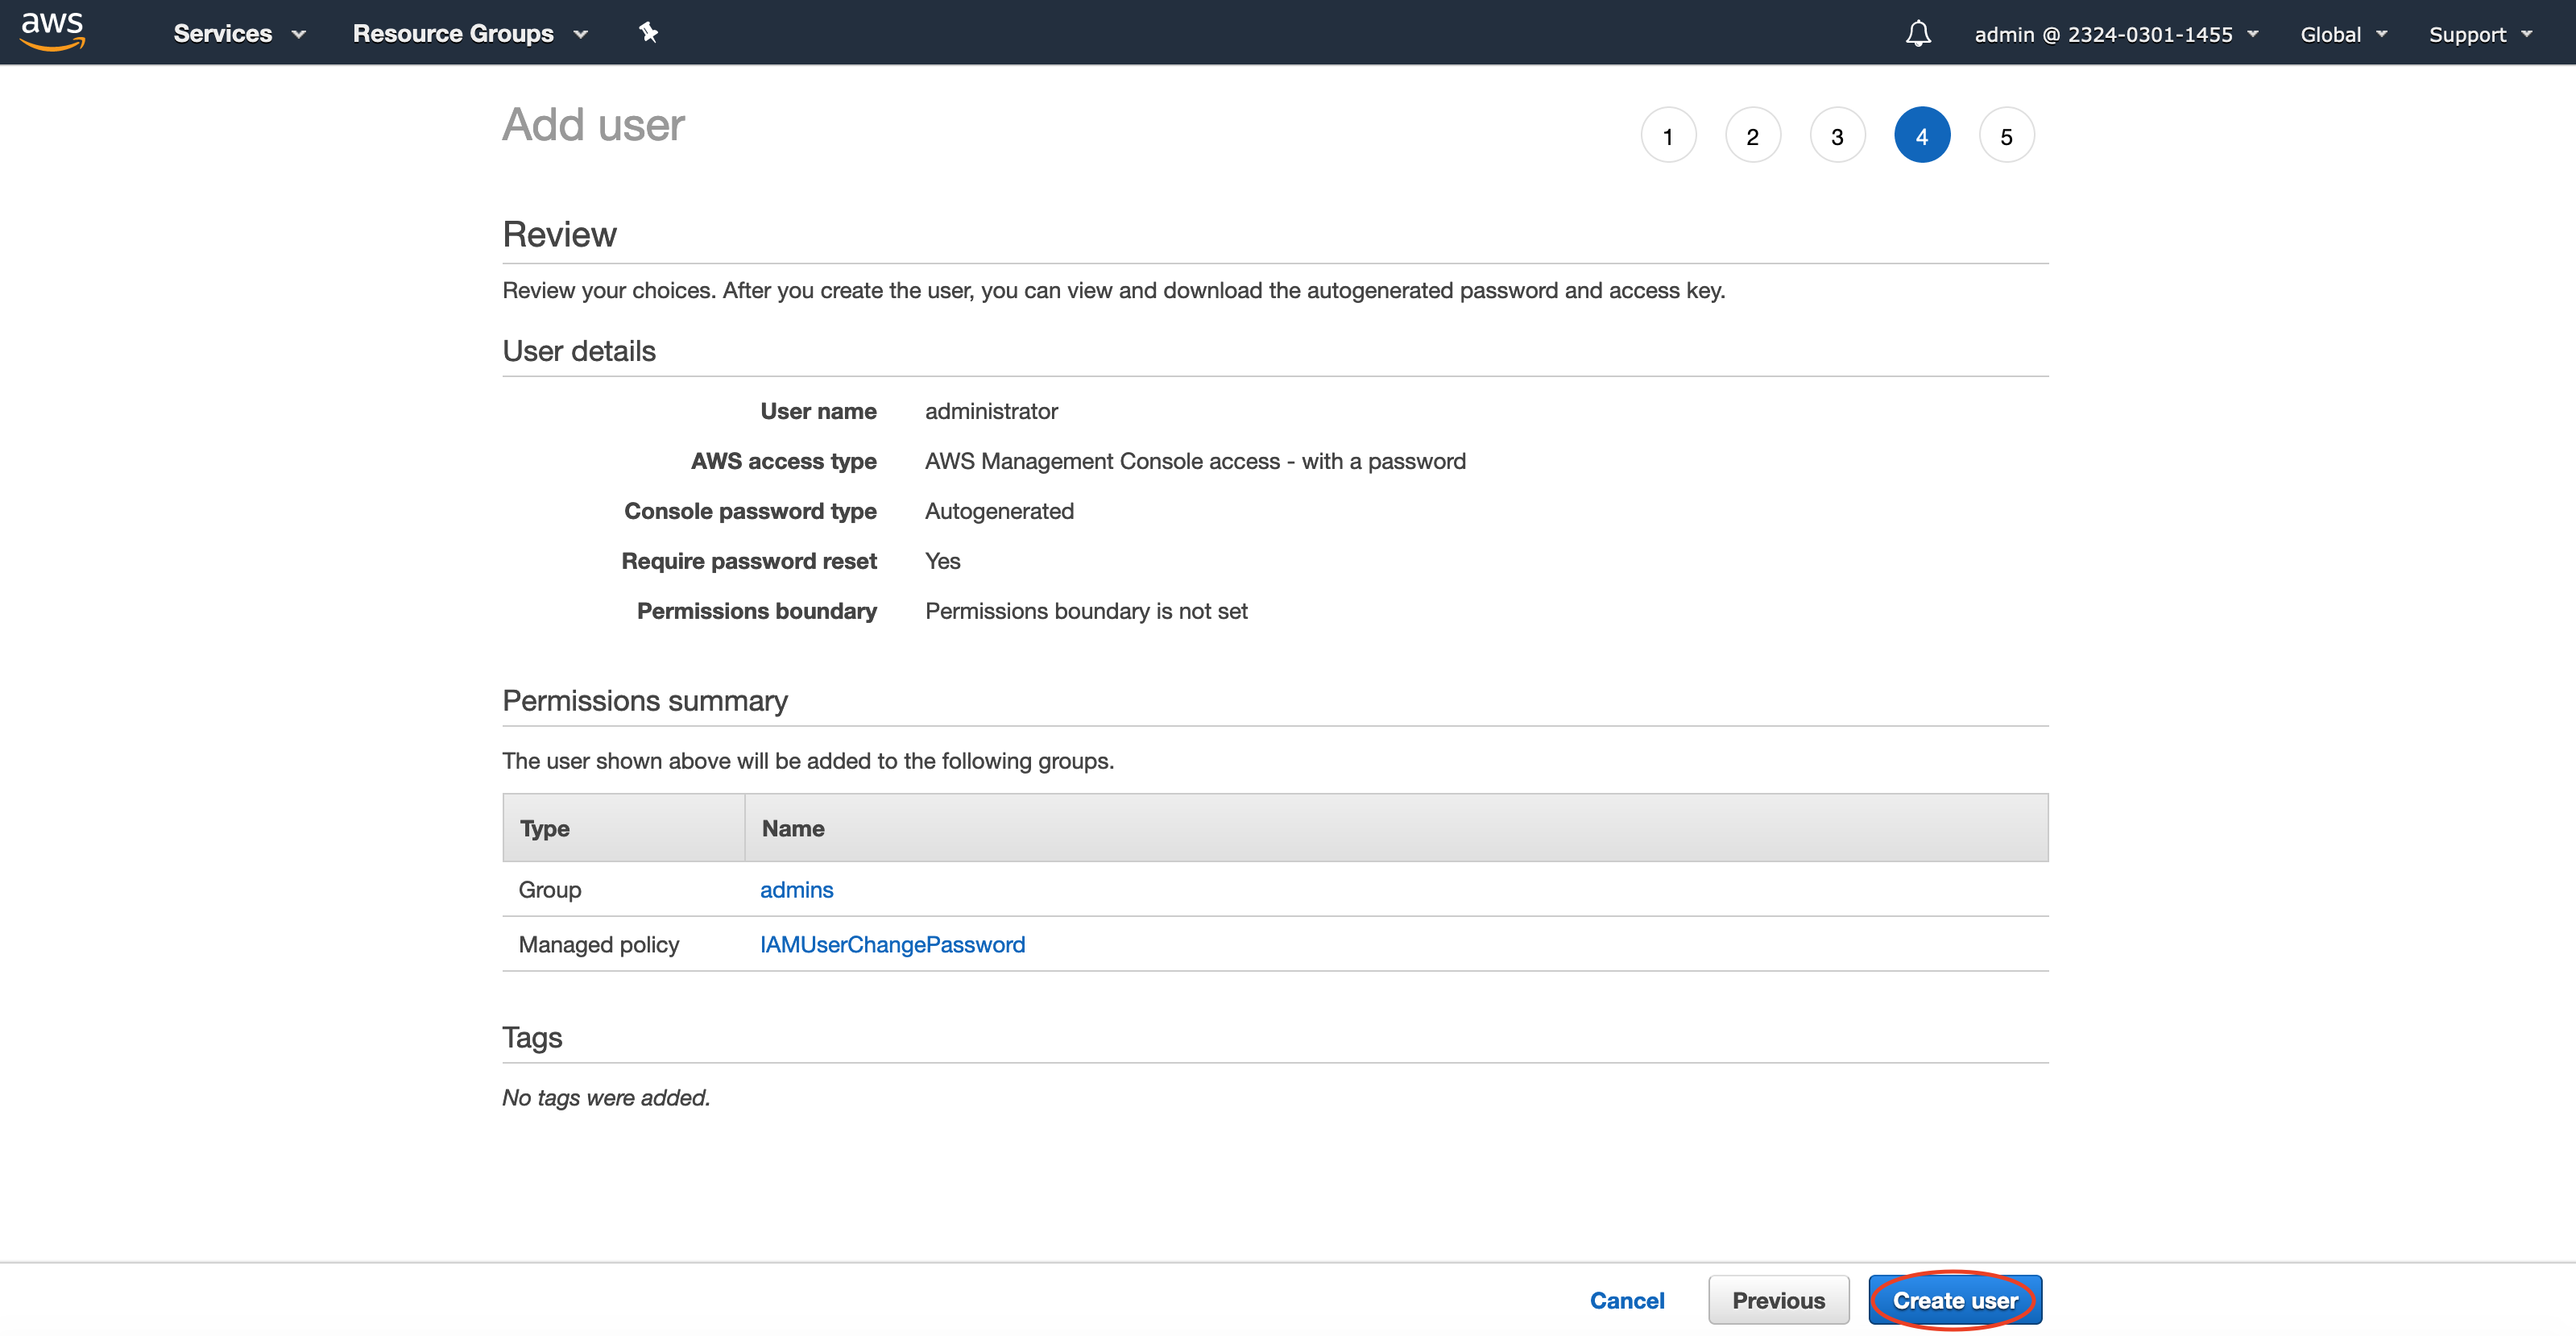 aws Services Resource Groups admin @ 2324-0301-1455 Global Support
Add user 1 2 3 4 5
Review
Review your choices. After you create the user, you can view and download the autogenerated password and access key.
User details
User name administrator
AWS access type AWS Management Console access - with a password
Console password type Autogenerated
Require password reset Yes
Permissions boundary Permissions boundary is not set
Permissions summary
The user shown above will be added to the following groups.
Type Name
Group admins
Managed policy IAMUserChangePassword
Tags
No tags were added.
Cancel Previous Create user